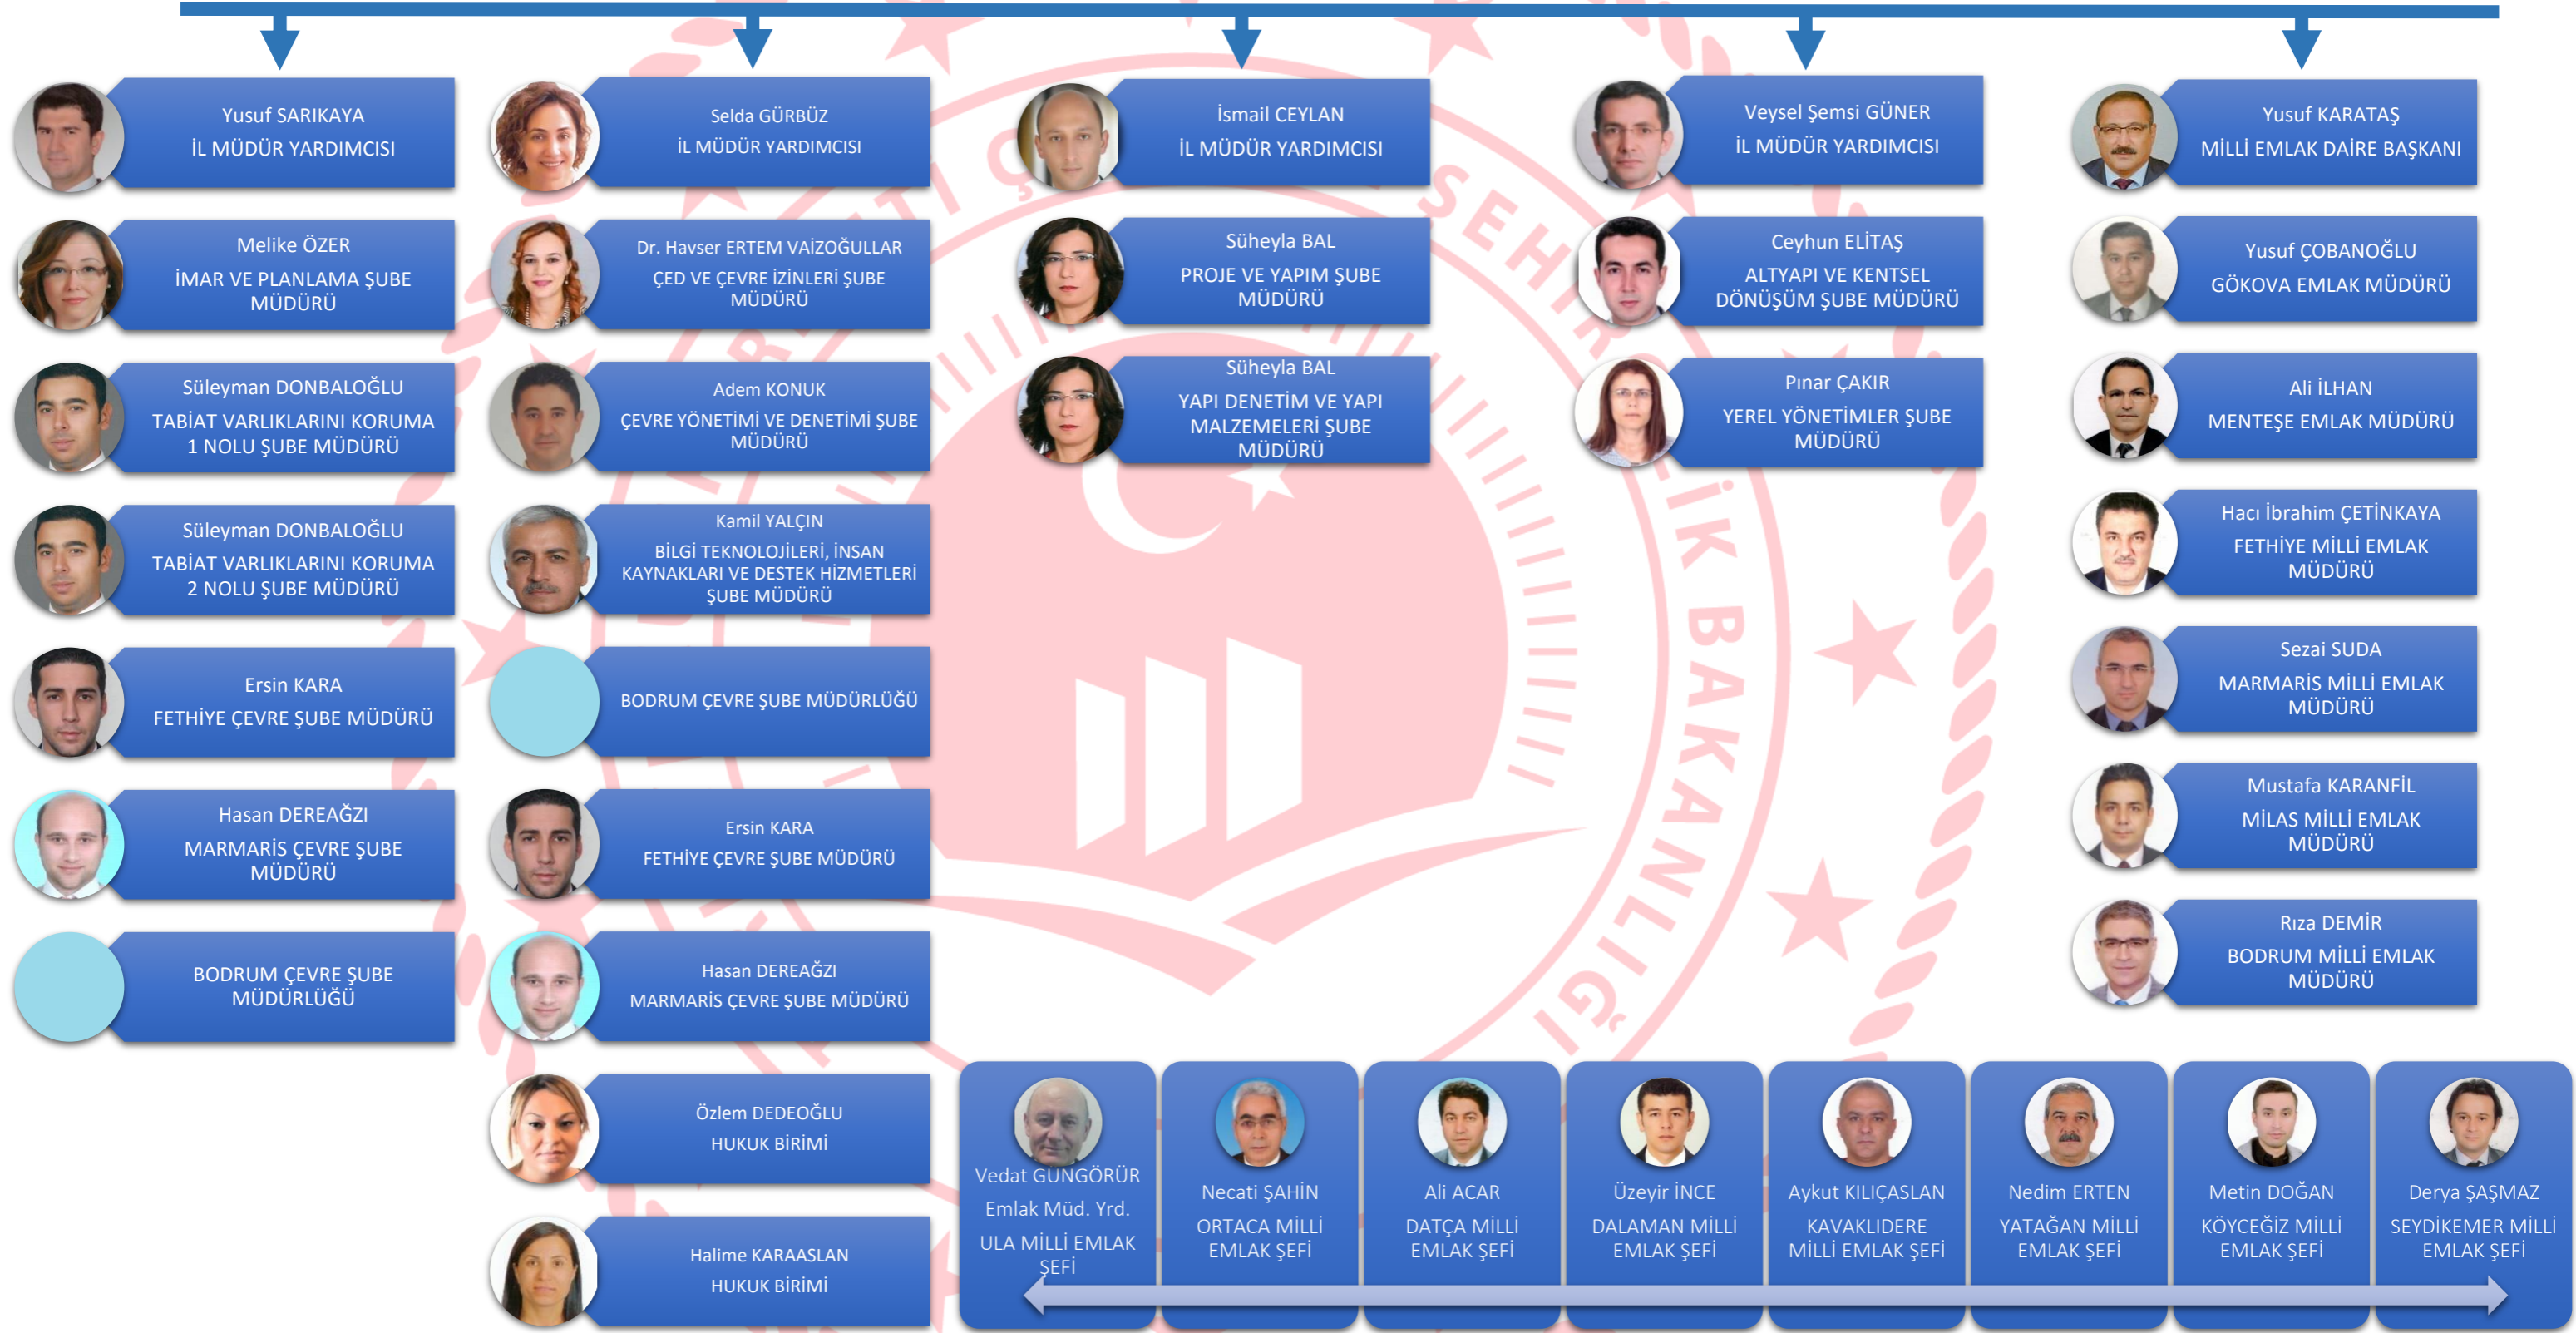 Yusuf SARIKAYA
İL MÜDÜR YARDIMCISI
Melike ÖZER
İMAR VE PLANLAMA ŞUBE
MÜDÜRÜ
Süleyman DONBALOĞLU
TABİAT VARLIKLARINI KORUMA
1 NOLU ŞUBE MÜDÜRÜ
Süleyman DONBALOĞLU
TABİAT VARLIKLARINI KORUMA
2 NOLU ŞUBE MÜDÜRÜ
Ersin KARA
FETHİYE ÇEVRE ŞUBE MÜDÜRÜ
Hasan DEREAĞZI
MARMARİS ÇEVRE ŞUBE
MÜDÜRÜ
BODRUM ÇEVRE ŞUBE
MÜDÜRLÜĞÜ
Selda GÜRBÜZ
İL MÜDÜR YARDIMCISI
Dr. Havser ERTEM VAİZOĞULLAR
ÇED VE ÇEVRE İZİNLERİ ŞUBE
MÜDÜRÜ
Adem KONUK
ÇEVRE YÖNETİMİ VE DENETİMİ ŞUBE
MÜDÜRÜ
Kamil YALÇIN
BİLGİ TEKNOLOJİLERİ, İNSAN
KAYNAKLARI VE DESTEK HİZMETLERİ
ŞUBE MÜDÜRÜ
BODRUM ÇEVRE ŞUBE MÜDÜRLÜĞÜ
Ersin KARA
FETHİYE ÇEVRE ŞUBE MÜDÜRÜ
Hasan DEREAĞZI
MARMARİS ÇEVRE ŞUBE MÜDÜRÜ
Özlem DEDEOĞLU
HUKUK BİRİMİ
Halime KARAASLAN
HUKUK BİRİMİ
İsmail CEYLAN
İL MÜDÜR YARDIMCISI
Süheyla BAL
PROJE VE YAPIM ŞUBE
MÜDÜRÜ
Süheyla BAL
YAPI DENETİM VE YAPI
MALZEMELERİ ŞUBE
MÜDÜRÜ
Veysel Şemsi GÜNER
İL MÜDÜR YARDIMCISI
Ceyhun ELİTAŞ
ALTYAPI VE KENTSEL
DÖNÜŞÜM ŞUBE MÜDÜRÜ
Pınar ÇAKIR
YEREL YÖNETİMLER ŞUBE
MÜDÜRÜ
Yusuf KARATAŞ
MİLLİ EMLAK DAİRE BAŞKANI
Yusuf ÇOBANOĞLU
GÖKOVA EMLAK MÜDÜRÜ
Ali İLHAN
MENTEŞE EMLAK MÜDÜRÜ
Hacı İbrahim ÇETİNKAYA
FETHİYE MİLLİ EMLAK
MÜDÜRÜ
Sezai SUDA
MARMARİS MİLLİ EMLAK
MÜDÜRÜ
Mustafa KARANFİL
MİLAS MİLLİ EMLAK
MÜDÜRÜ
Rıza DEMİR
BODRUM MİLLİ EMLAK
MÜDÜRÜ
Vedat GÜNGÖRÜR
Emlak Müd. Yrd.
ULA MİLLİ EMLAK
ŞEFİ
Necati ŞAHİN
ORTACA MİLLİ
EMLAK ŞEFİ
Ali ACAR
DATÇA MİLLİ
EMLAK ŞEFİ
Üzeyir İNCE
DALAMAN MİLLİ
EMLAK ŞEFİ
Aykut KILIÇASLAN
KAVAKLIDERE
MİLLİ EMLAK ŞEFİ
Nedim ERTEN
YATAĞAN MİLLİ
EMLAK ŞEFİ
Metin DOĞAN
KÖYCEĞİZ MİLLİ
EMLAK ŞEFİ
Derya ŞAŞMAZ
SEYDİKEMER MİLLİ
EMLAK ŞEFİ
BAKANLIĞI